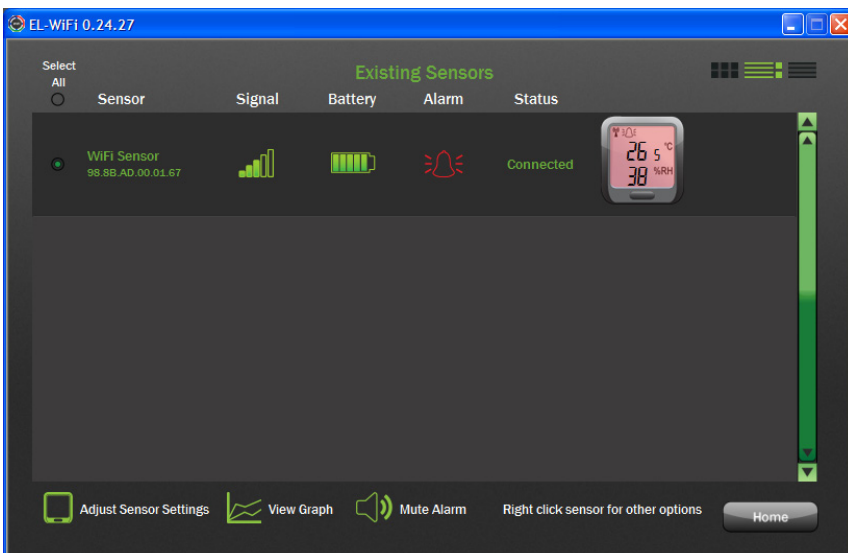 EL-WiFi 0.24.27
Select
All
Existing Sensors
Sensor Signal Battery Alarm Status
WiFi Sensor
98.8B.AD.00.01.67
Connected
26 5 °C
38 %RH
Adjust Sensor Settings View Graph Mute Alarm Right click sensor for other options Home